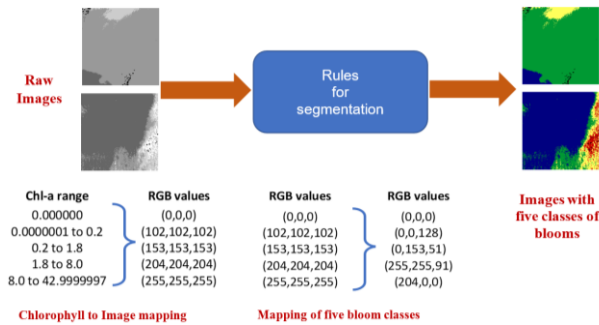 Raw
Images
Rules
for
segmentation
Chl-a range
RGB values
RGB values
RGB values
0.000000
(0,0,0)
(0,0,0)
(0,0,0)
0.0000001 to 0.2
(102,102,102)
(102,102,102)
(0,0,128)
0.2 to 1.8
(153,153,153)
(153,153,153)
(0,153,51)
1.8 to 8.0
(204,204,204)
(204,204,204)
(255,255,91)
8.0 to 42.9999997
(255,255,255)
(255,255,255)
(204,0,0)
Images with
five classes of
blooms
Chlorophyll to Image mapping
Mapping of five bloom classes